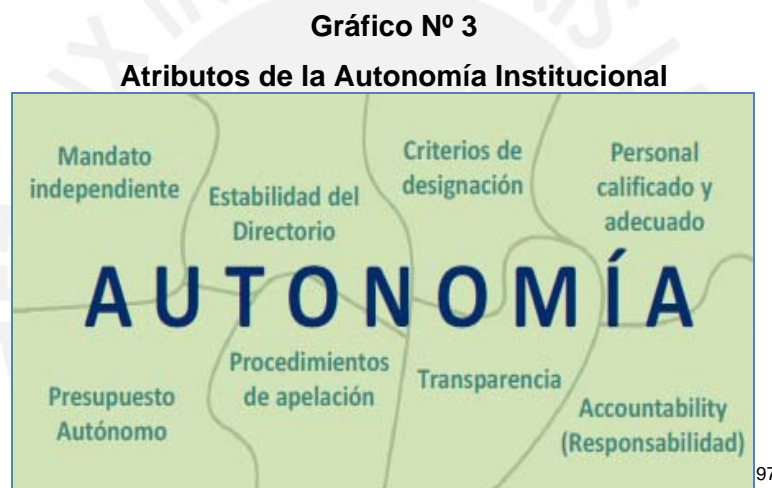 Gráfico Nº 3
Atributos de la Autonomía Institucional
Mandato
independiente
Estabilidad del
Directorio
Criterios de
designación
Personal
calificado y
adecuado
AUTONOMÍA
Presupuesto
Autónomo
Procedimientos
de apelación
Transparencia
Accountability
(Responsabilidad)
97